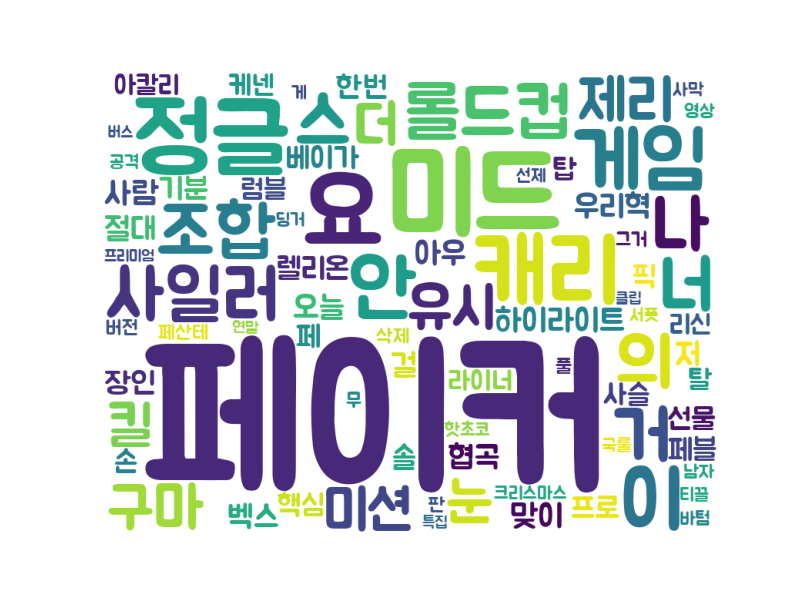 아칼리
케넨
게
한번
롤드컵
제리
사막
영상
버스
정글
스
더
미드
게임
공격
베이가
선제
탑
사람
기분
럼블
요
우리혁
나
절대
조합
딩거
아우
캐리
그거
프리미엄
렐리온
안
픽
너
사일러
오늘
유시
하이라이트
클립
서폿
리신
버전
페산테
연말
페
삭제
걸
의
저
장인
페이커
무
라이너
풀
사슬
탈
킬
핫초코
거
선물
손
솔
협곡
국룰
페블
남자
구마
벡스
핵심
미션
판
특집
눈
크리스마스
맞이
프로
이
티끌
바텀